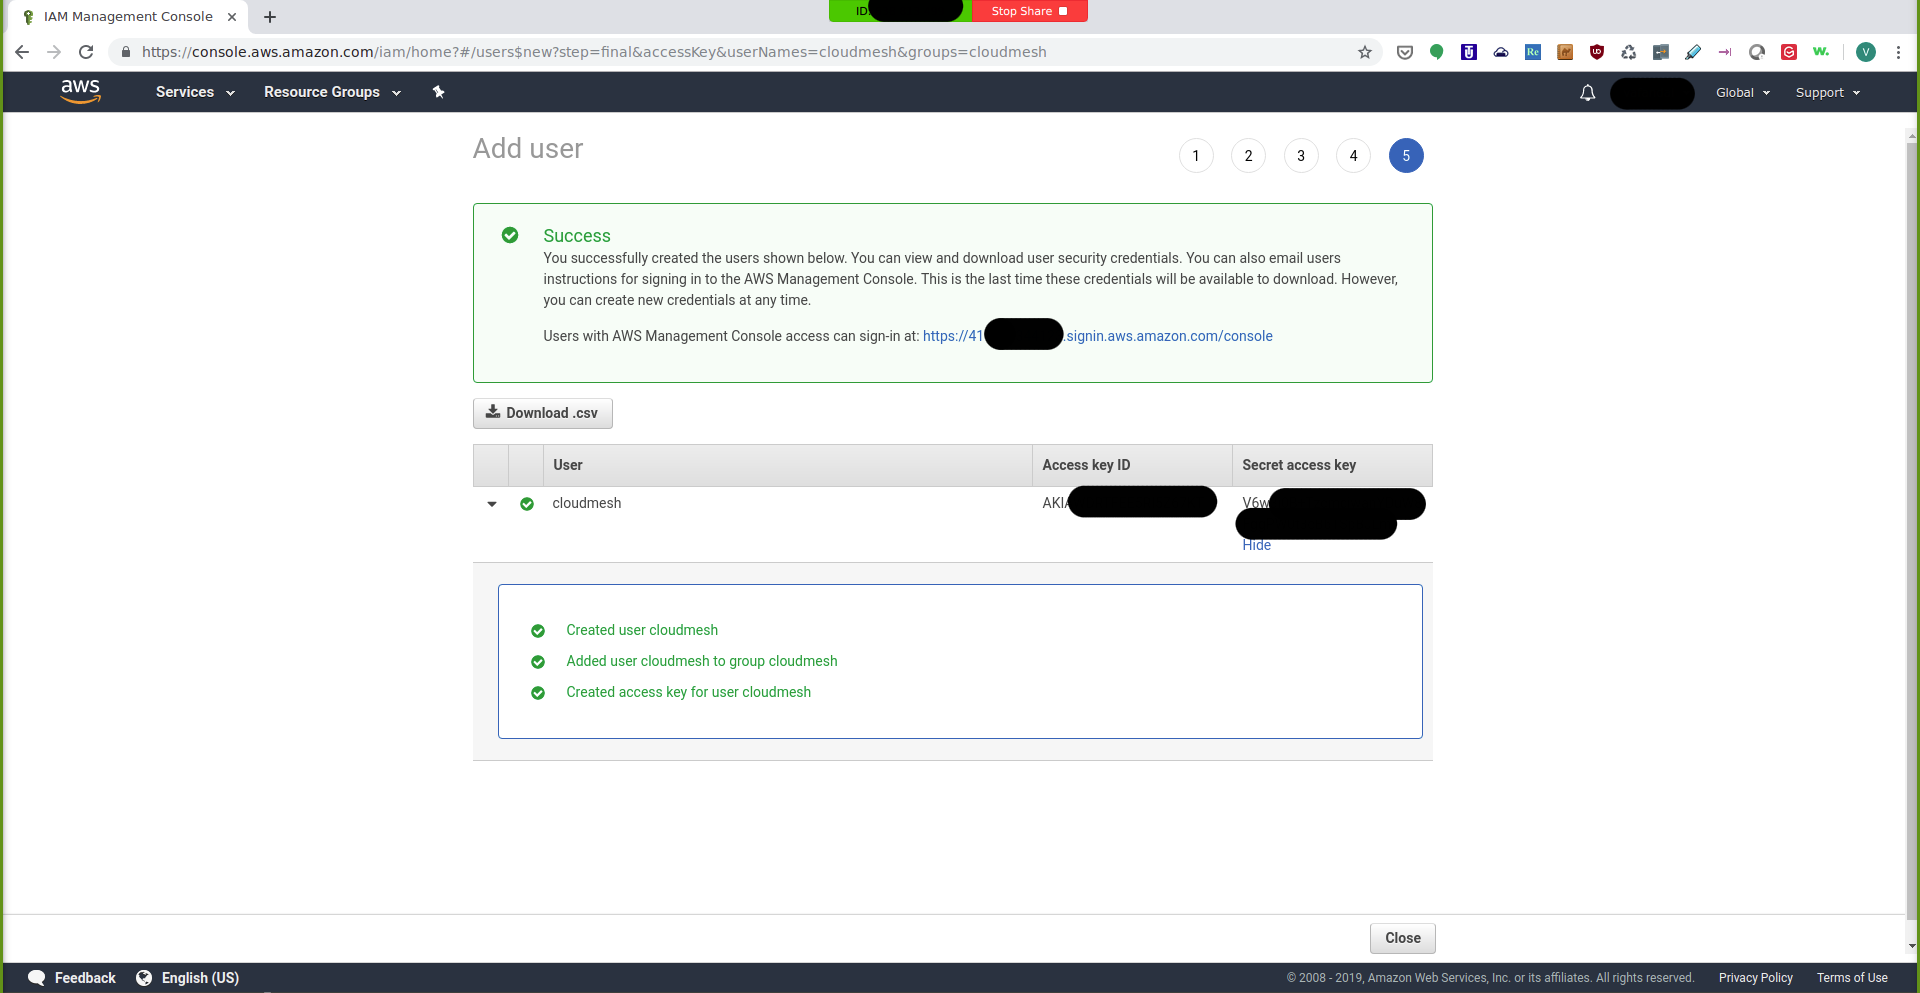 IAM Management Console
ID:
Stop Share
https://console.aws.amazon.com/iam/home?#/users$new?step=final&accessKey&userNames=cloudmesh&groups=cloudmesh
Re
V
aws
Services
Resource Groups
Global
Support
Add user
1 2 3 4 5
Success
You successfully created the users shown below. You can view and download user security credentials. You can also email users
instructions for signing in to the AWS Management Console. This is the last time these credentials will be available to download. However,
you can create new credentials at any time.
Users with AWS Management Console access can sign-in at: https://41 .signin.aws.amazon.com/console
Download .csv
User Access key ID Secret access key
cloudmesh AKIA V6w
Hide
Created user cloudmesh
Added user cloudmesh to group cloudmesh
Created access key for user cloudmesh
Close
Feedback English (US) © 2008 - 2019, Amazon Web Services, Inc. or its affiliates. All rights reserved. Privacy Policy Terms of Use